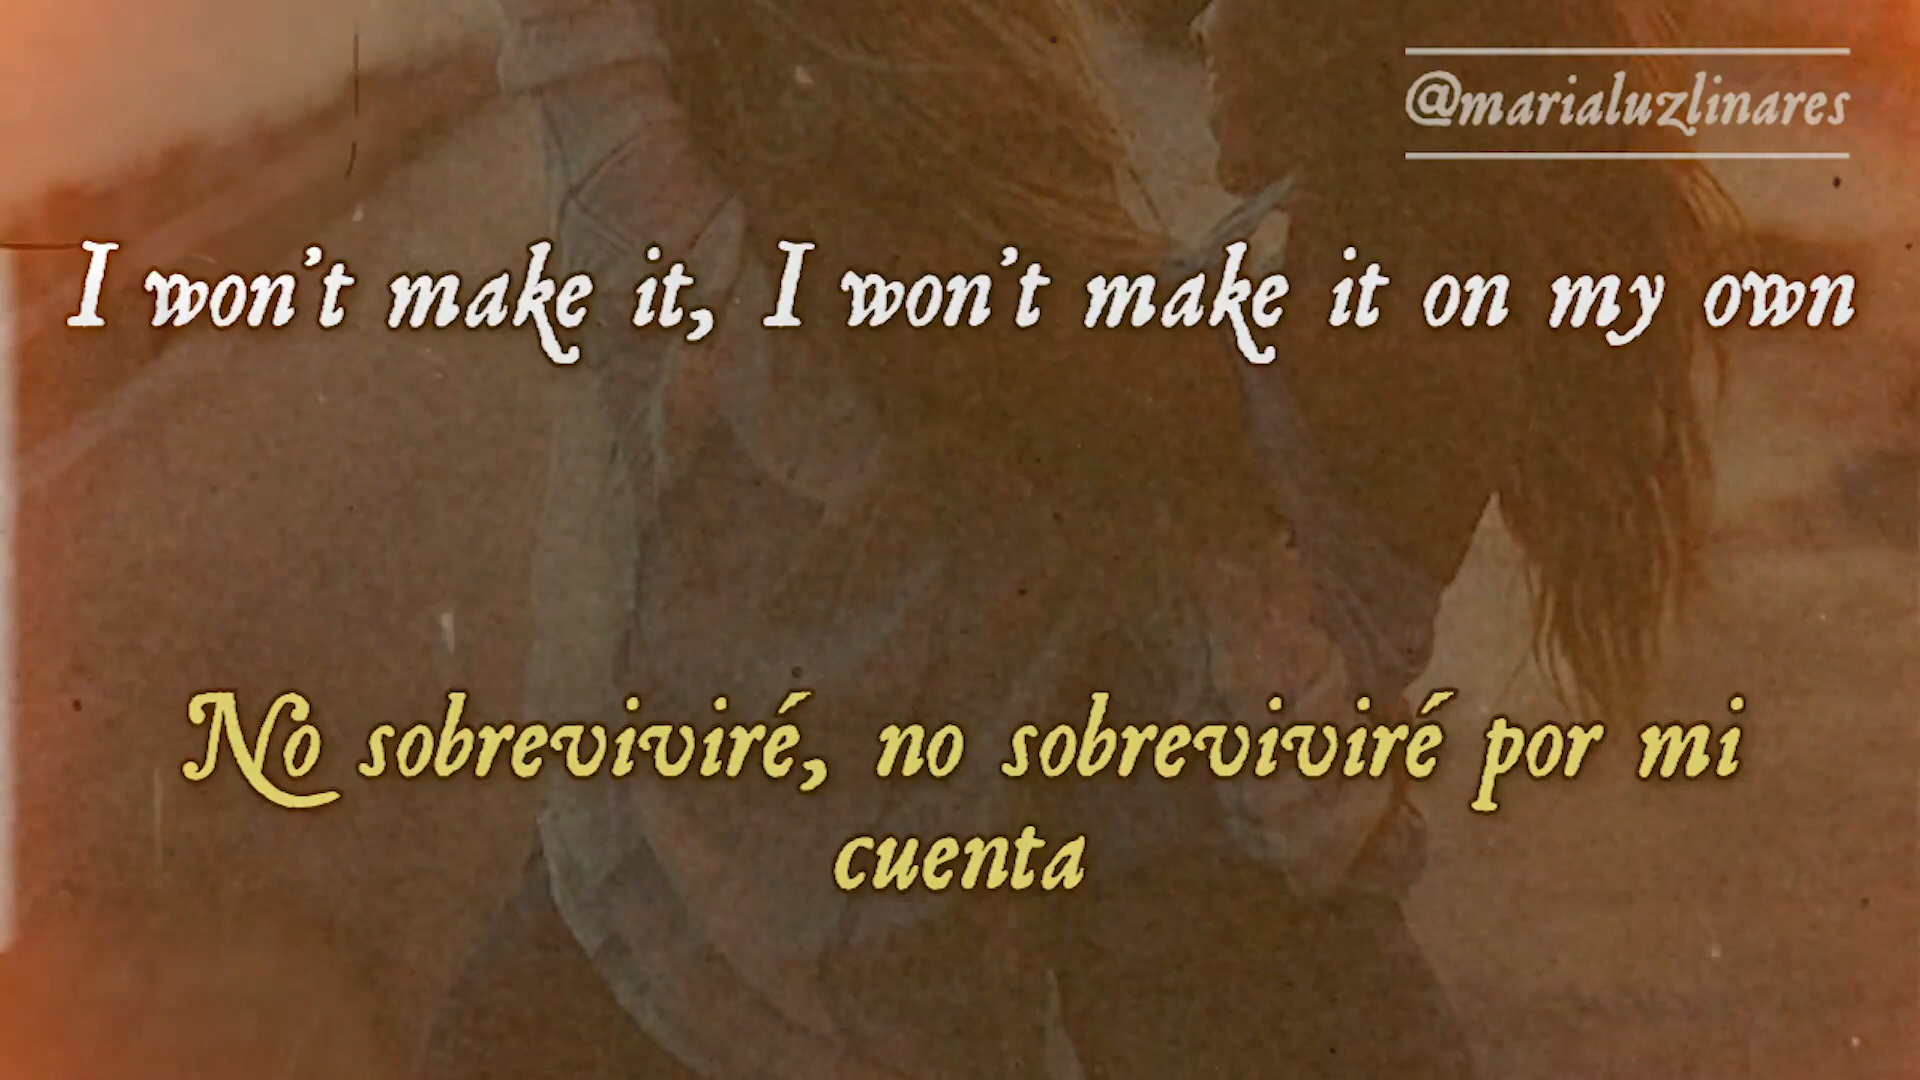 @marialuzlinares
I won't make it, I won't make it on my own
No sobreviviré, no sobreviviré por mi
cuenta